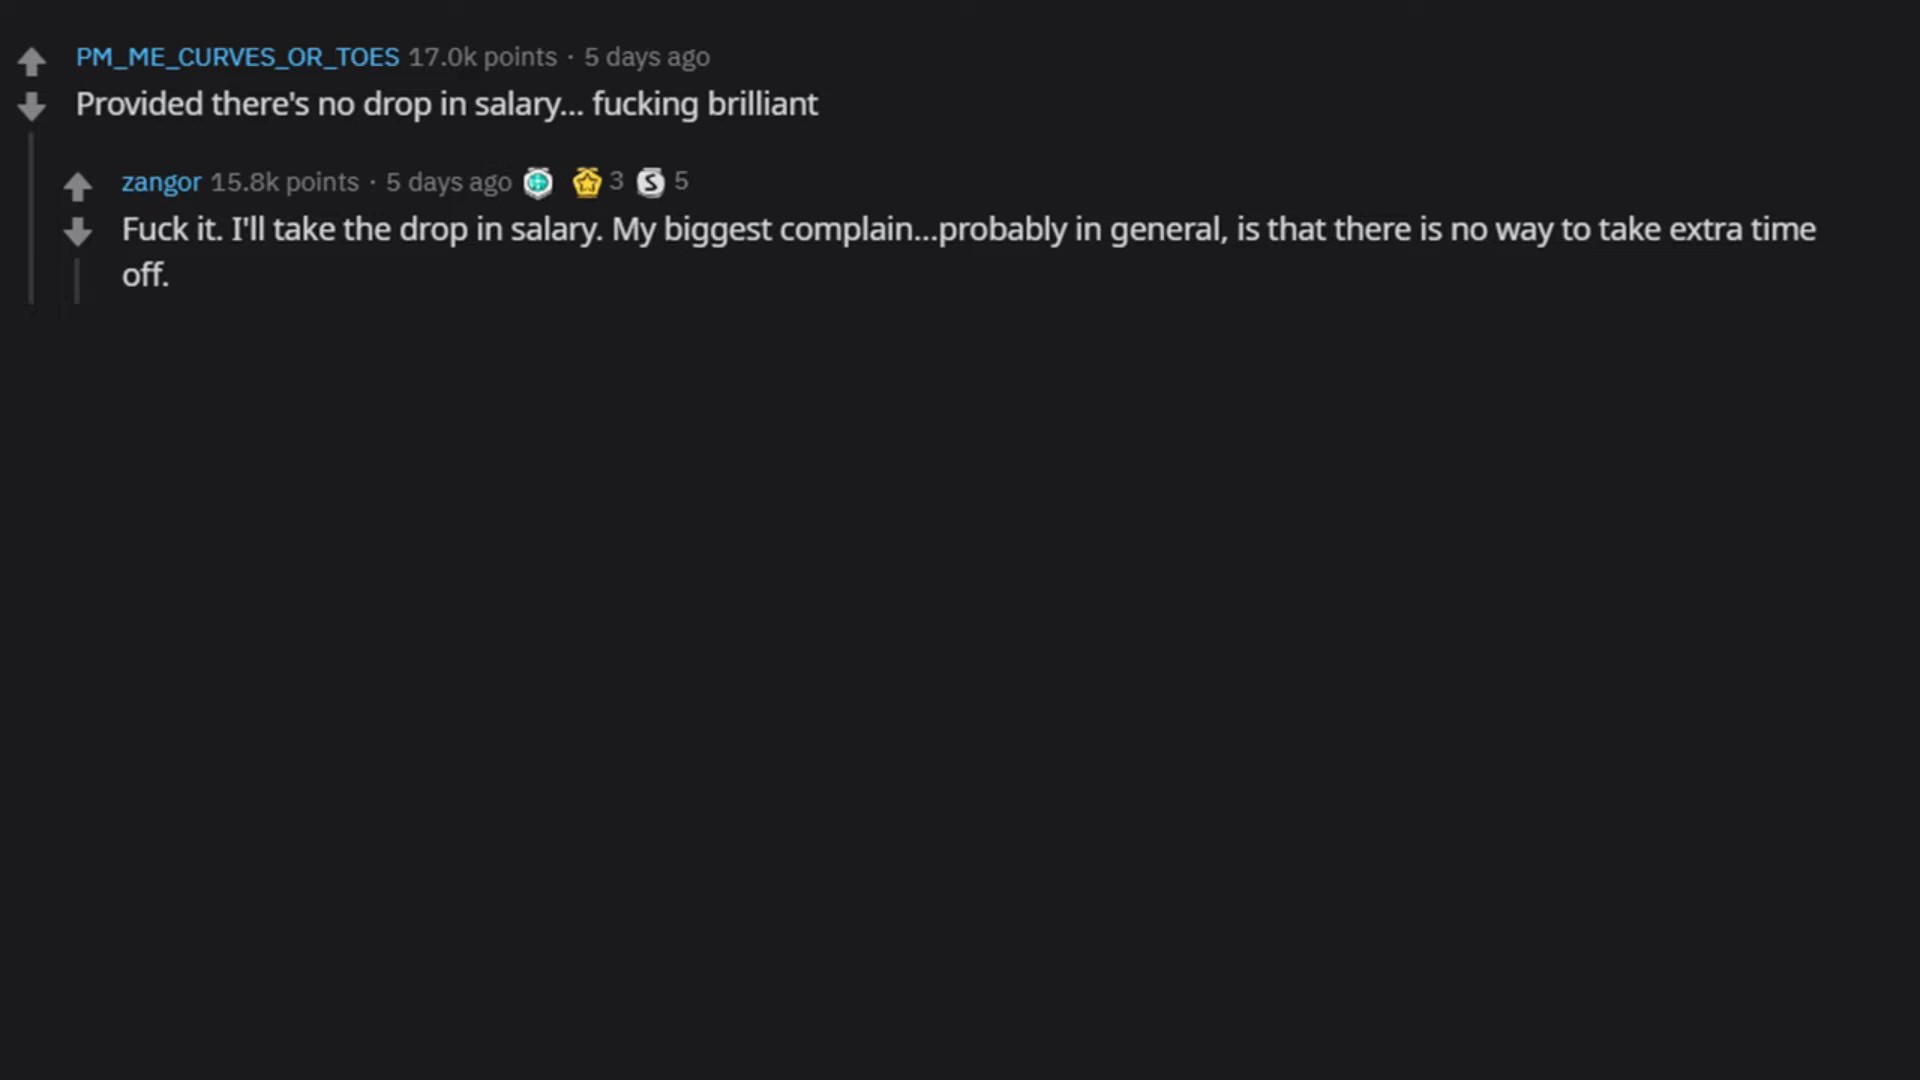 PM_ME_CURVES_OR_TOES 17.0k points · 5 days ago
Provided there's no drop in salary... fucking brilliant
zangor 15.8k points · 5 days ago 3 S 5
Fuck it. I'll take the drop in salary. My biggest complain...probably in general, is that there is no way to take extra time
off.